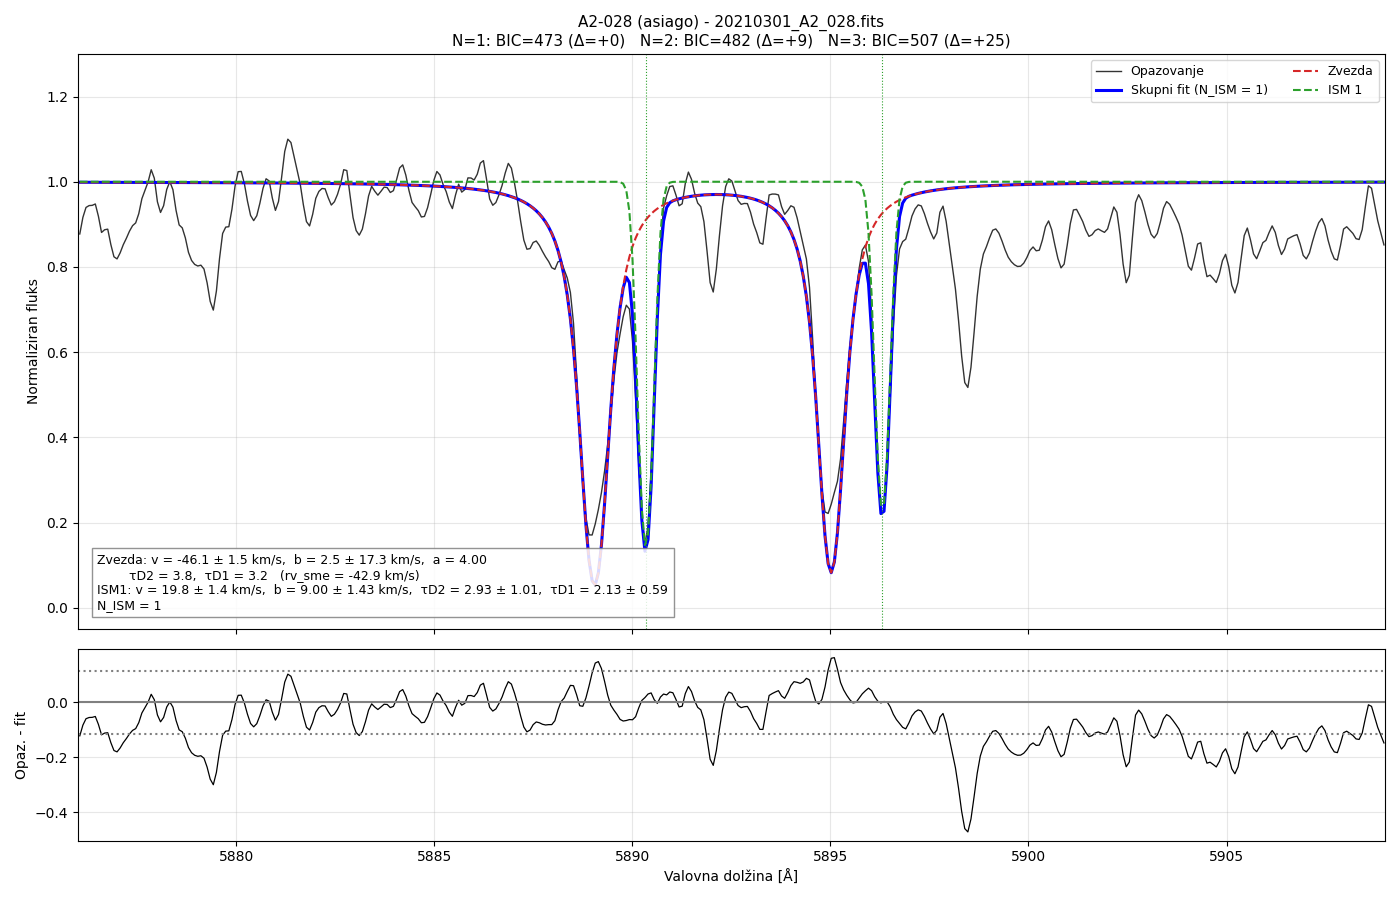 A2-028 (asiago) - 20210301_A2_028.fits
N=1: BIC=473 (Δ=+0)   N=2: BIC=482 (Δ=+9)   N=3: BIC=507 (Δ=+25)
Opazovanje
Skupni fit (N_ISM = 1)
Zvezda
ISM 1
Normaliziran fluks
1.2
1.0
0.8
0.6
0.4
0.2
0.0
Zvezda: v = -46.1 ± 1.5 km/s,  b = 2.5 ± 17.3 km/s,  a = 4.00
τD2 = 3.8,  τD1 = 3.2   (rv_sme = -42.9 km/s)
ISM1: v = 19.8 ± 1.4 km/s,  b = 9.00 ± 1.43 km/s,  τD2 = 2.93 ± 1.01,  τD1 = 2.13 ± 0.59
N_ISM = 1
Opaz. - fit
0.0
−0.2
−0.4
5880 5885 5890 5895 5900 5905
Valovna dolžina [Å]